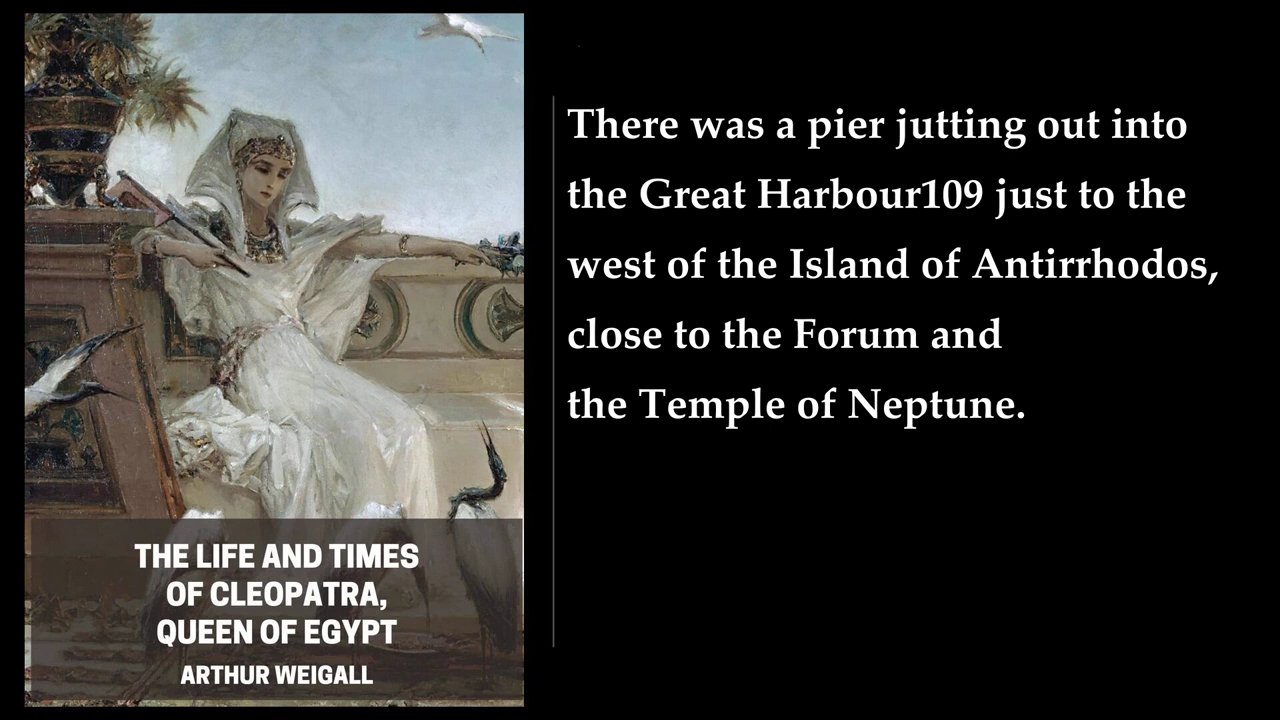 There was a pier jutting out into
the Great Harbour109 just to the
west of the Island of Antirrhodos,
close to the Forum and
the Temple of Neptune.
THE LIFE AND TIMES
OF CLEOPATRA,
QUEEN OF EGYPT
ARTHUR WEIGALL